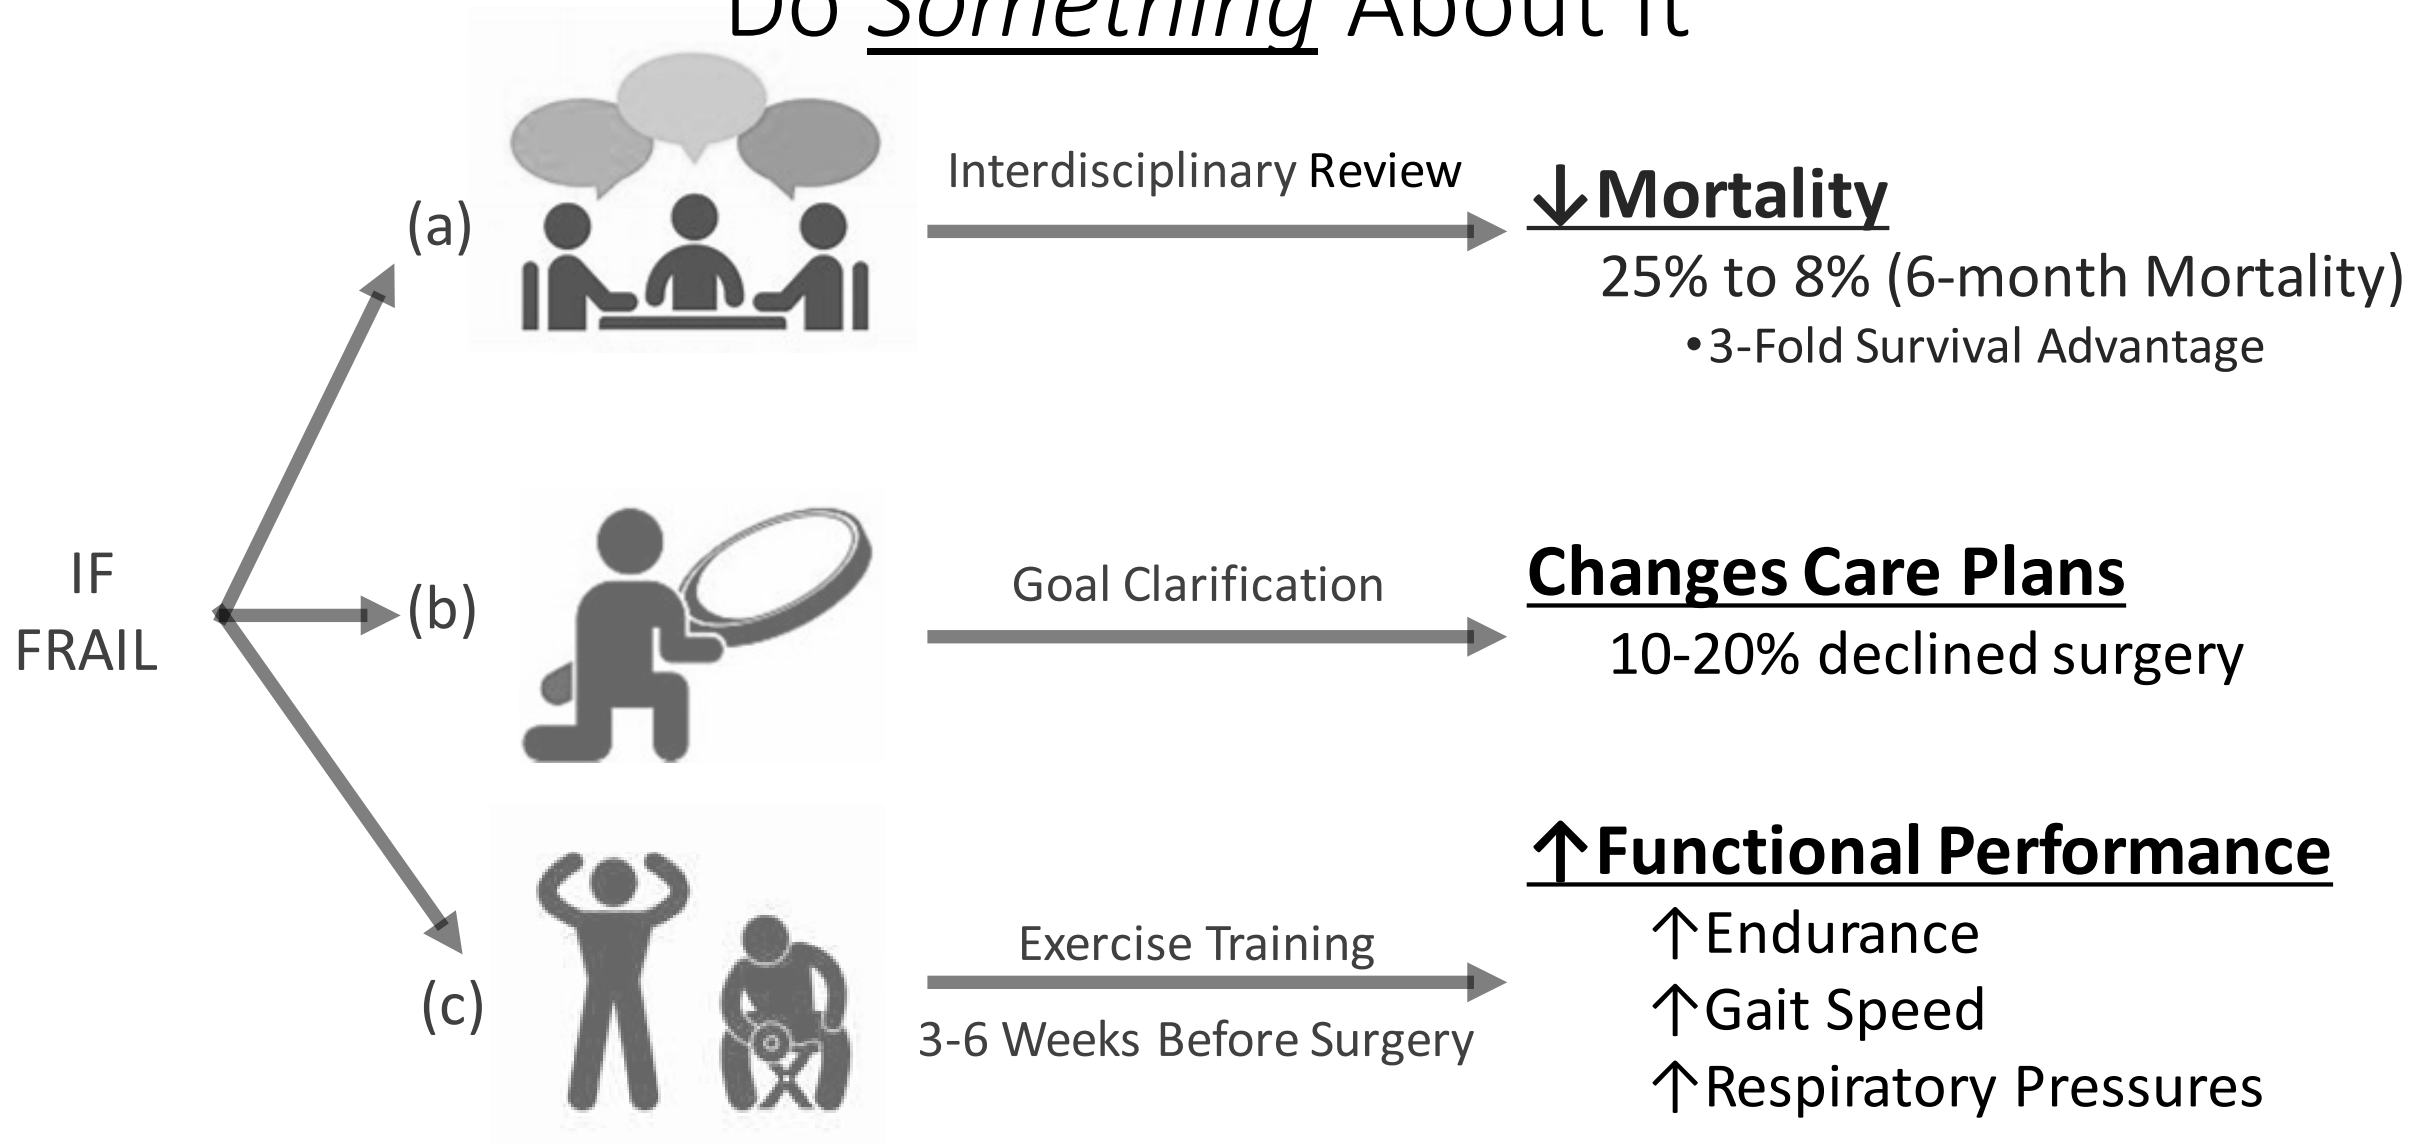 Do Something About It
Interdisciplinary Review
(a)
↓Mortality
25% to 8% (6-month Mortality)
•3-Fold Survival Advantage
IF
FRAIL
(b)
Goal Clarification
Changes Care Plans
10-20% declined surgery
(c)
Exercise Training
3-6 Weeks Before Surgery
↑Functional Performance
↑Endurance
↑Gait Speed
↑Respiratory Pressures